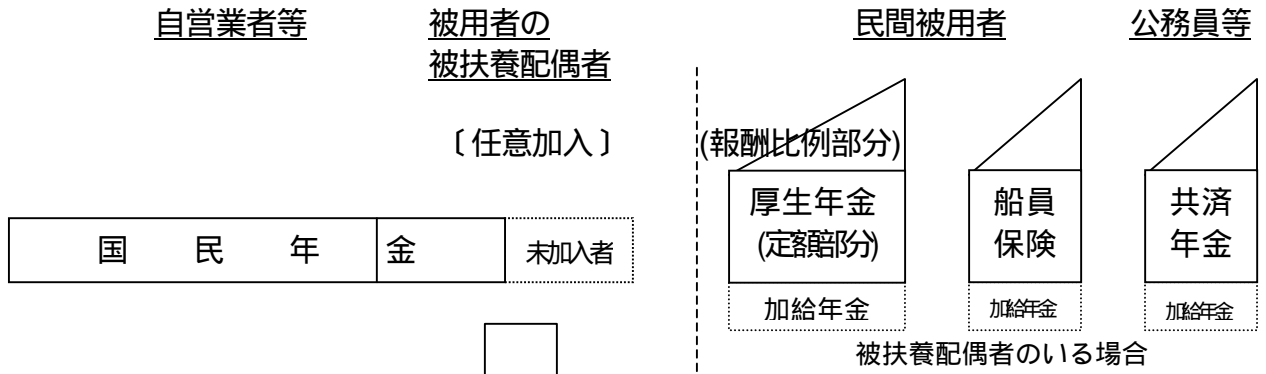 自営業者等 被用者の 民間被用者 公務員等
被扶養配偶者
〔任意加入〕 (報酬比例部分)
厚生年金 船員 共済
国民年金 未加入者 (定額部分) 保険 年金
加給年金 加給年金 加給年金
被扶養配偶者のいる場合